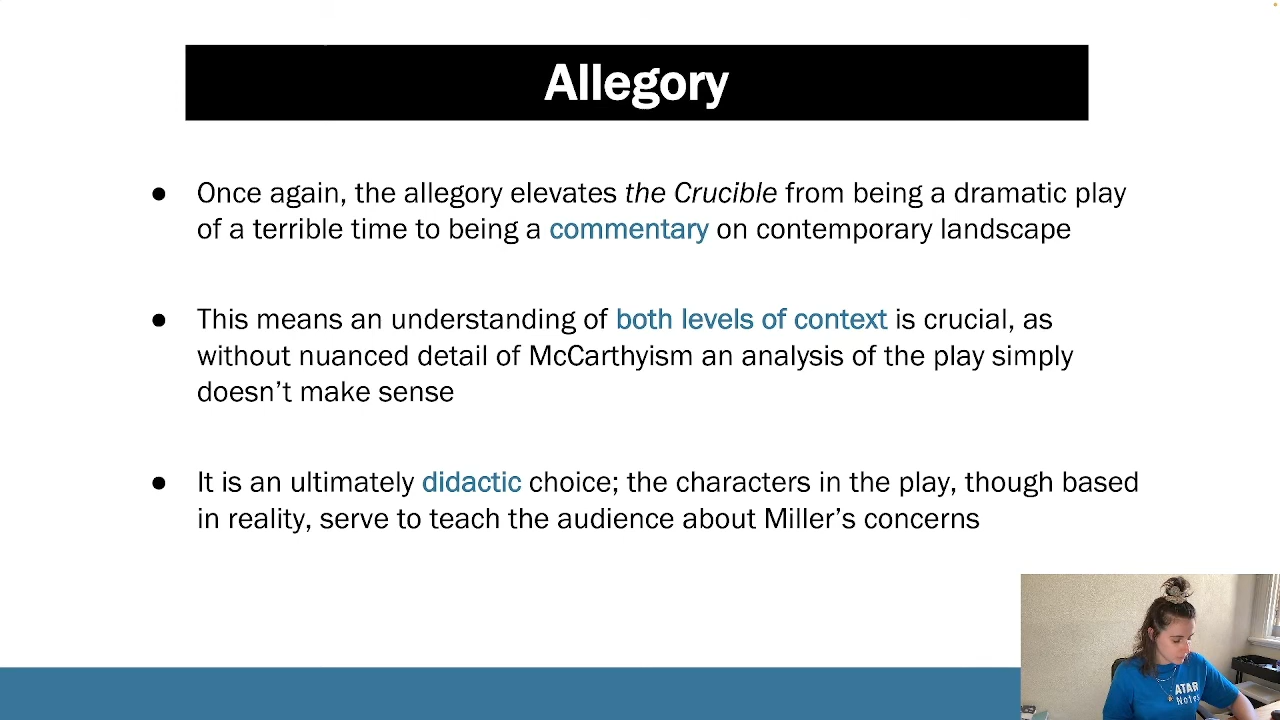 Allegory
● Once again, the allegory elevates the Crucible from being a dramatic play
of a terrible time to being a commentary on contemporary landscape
● This means an understanding of both levels of context is crucial, as
without nuanced detail of McCarthyism an analysis of the play simply
doesn't make sense
● It is an ultimately didactic choice; the characters in the play, though based
in reality, serve to teach the audience about Miller's concerns
ATAR
Notes